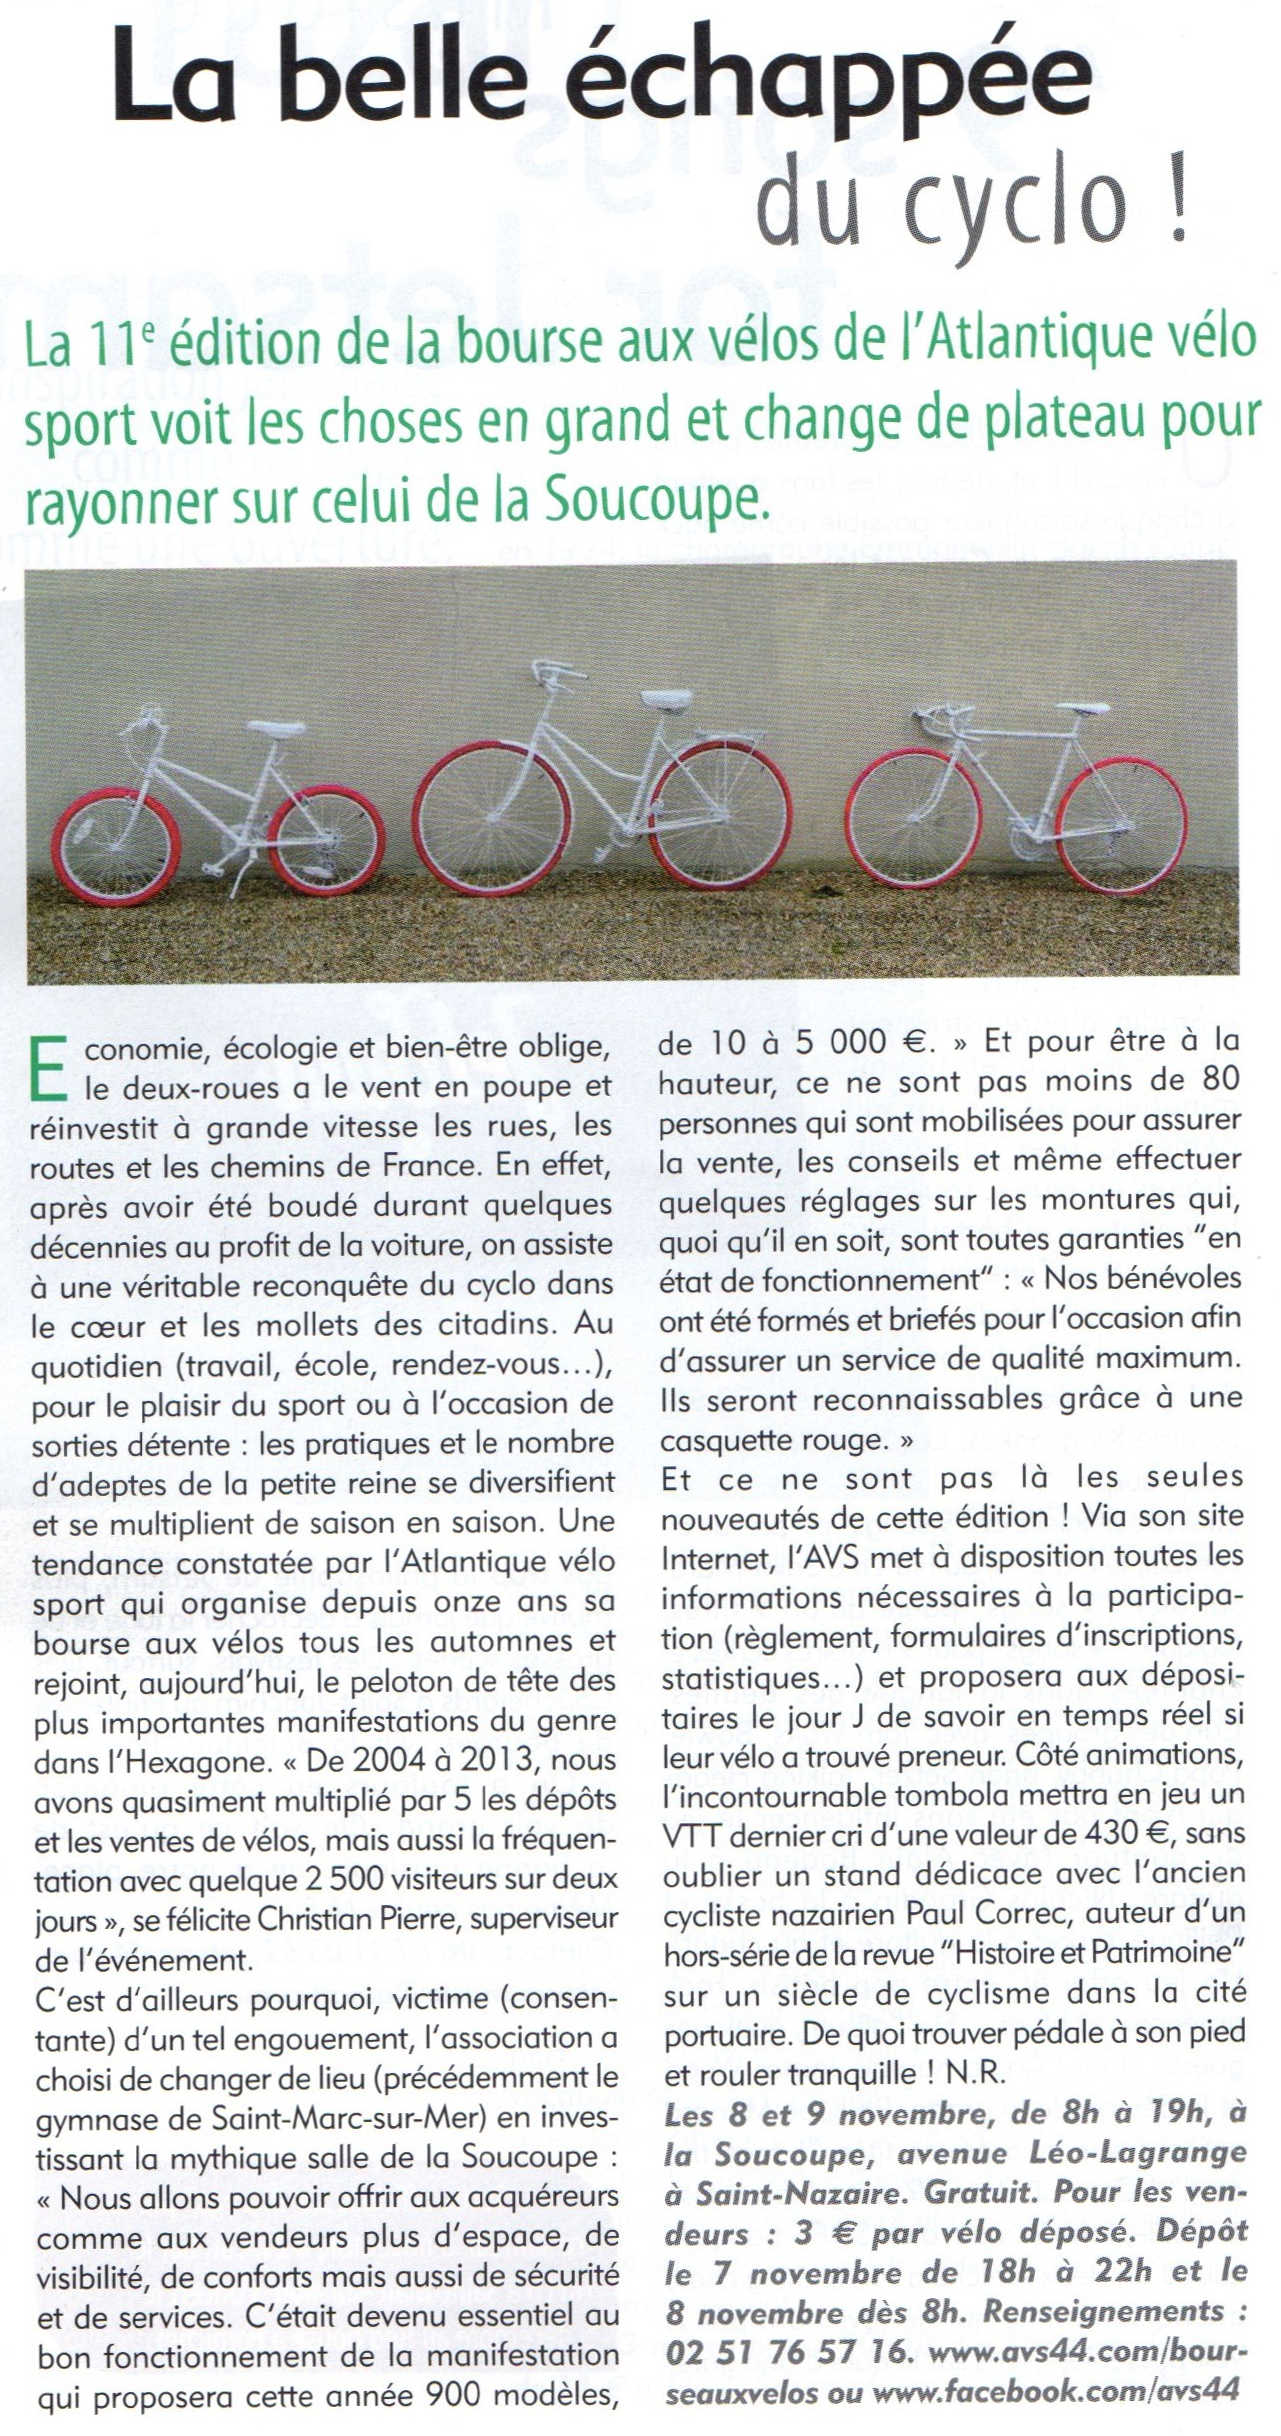 La belle échappée
du cyclo !
La 11e édition de la bourse aux vélos de l'Atlantique vélo
sport voit les choses en grand et change de plateau pour
rayonner sur celui de la Soucoupe.
Economie, écologie et bien-être oblige,
le deux-roues a le vent en poupe et
réinvestit à grande vitesse les rues, les
routes et les chemins de France. En effet,
après avoir été boudé durant quelques
décennies au profit de la voiture, on assiste
à une véritable reconquête du cyclo dans
le cœur et les mollets des citadins. Au
quotidien (travail, école, rendez-vous...),
pour le plaisir du sport ou à l'occasion de
sorties détente : les pratiques et le nombre
d'adeptes de la petite reine se diversifient
et se multiplient de saison en saison. Une
tendance constatée par l'Atlantique vélo
sport qui organise depuis onze ans sa
bourse aux vélos tous les automnes et
rejoint, aujourd'hui, le peloton de tête des
plus importantes manifestations du genre
dans l'Hexagone. « De 2004 à 2013, nous
avons quasiment multiplié par 5 les dépôts
et les ventes de vélos, mais aussi la fréquen-
tation avec quelque 2 500 visiteurs sur deux
jours », se félicite Christian Pierre, superviseur
de l'événement.
C'est d'ailleurs pourquoi, victime (consen-
tante) d'un tel engouement, l'association a
choisi de changer de lieu (précédemment le
gymnase de Saint-Marc-sur-Mer) en inves-
tissant la mythique salle de la Soucoupe :
« Nous allons pouvoir offrir aux acquéreurs
comme aux vendeurs plus d'espace, de
visibilité, de conforts mais aussi de sécurité
et de services. C'était devenu essentiel au
bon fonctionnement de la manifestation
qui proposera cette année 900 modèles,
de 10 à 5 000 €. » Et pour être à la
hauteur, ce ne sont pas moins de 80
personnes qui sont mobilisées pour assurer
la vente, les conseils et même effectuer
quelques réglages sur les montures qui,
quoi qu'il en soit, sont toutes garanties "en
état de fonctionnement" : « Nos bénévoles
ont été formés et briefés pour l'occasion afin
d'assurer un service de qualité maximum.
Ils seront reconnaissables grâce à une
casquette rouge. »
Et ce ne sont pas là les seules
nouveautés de cette édition ! Via son site
Internet, l'AVS met à disposition toutes les
informations nécessaires à la participa-
tion (règlement, formulaires d'inscriptions,
statistiques...) et proposera aux déposi-
taires le jour J de savoir en temps réel si
leur vélo a trouvé preneur. Côté animations,
l'incontournable tombola mettra en jeu un
VTT dernier cri d'une valeur de 430 €, sans
oublier un stand dédicace avec l'ancien
cycliste nazairien Paul Correc, auteur d'un
hors-série de la revue "Histoire et Patrimoine"
sur un siècle de cyclisme dans la cité
portuaire. De quoi trouver pédale à son pied
et rouler tranquille ! N.R.
Les 8 et 9 novembre, de 8h à 19h, à
la Soucoupe, avenue Léo-Lagrange
à Saint-Nazaire. Gratuit. Pour les ven-
deurs : 3 € par vélo déposé. Dépôt
le 7 novembre de 18h à 22h et le
8 novembre dès 8h. Renseignements :
02 51 76 57 16. www.avs44.com/bour-
seauxvelos ou www.facebook.com/avs44